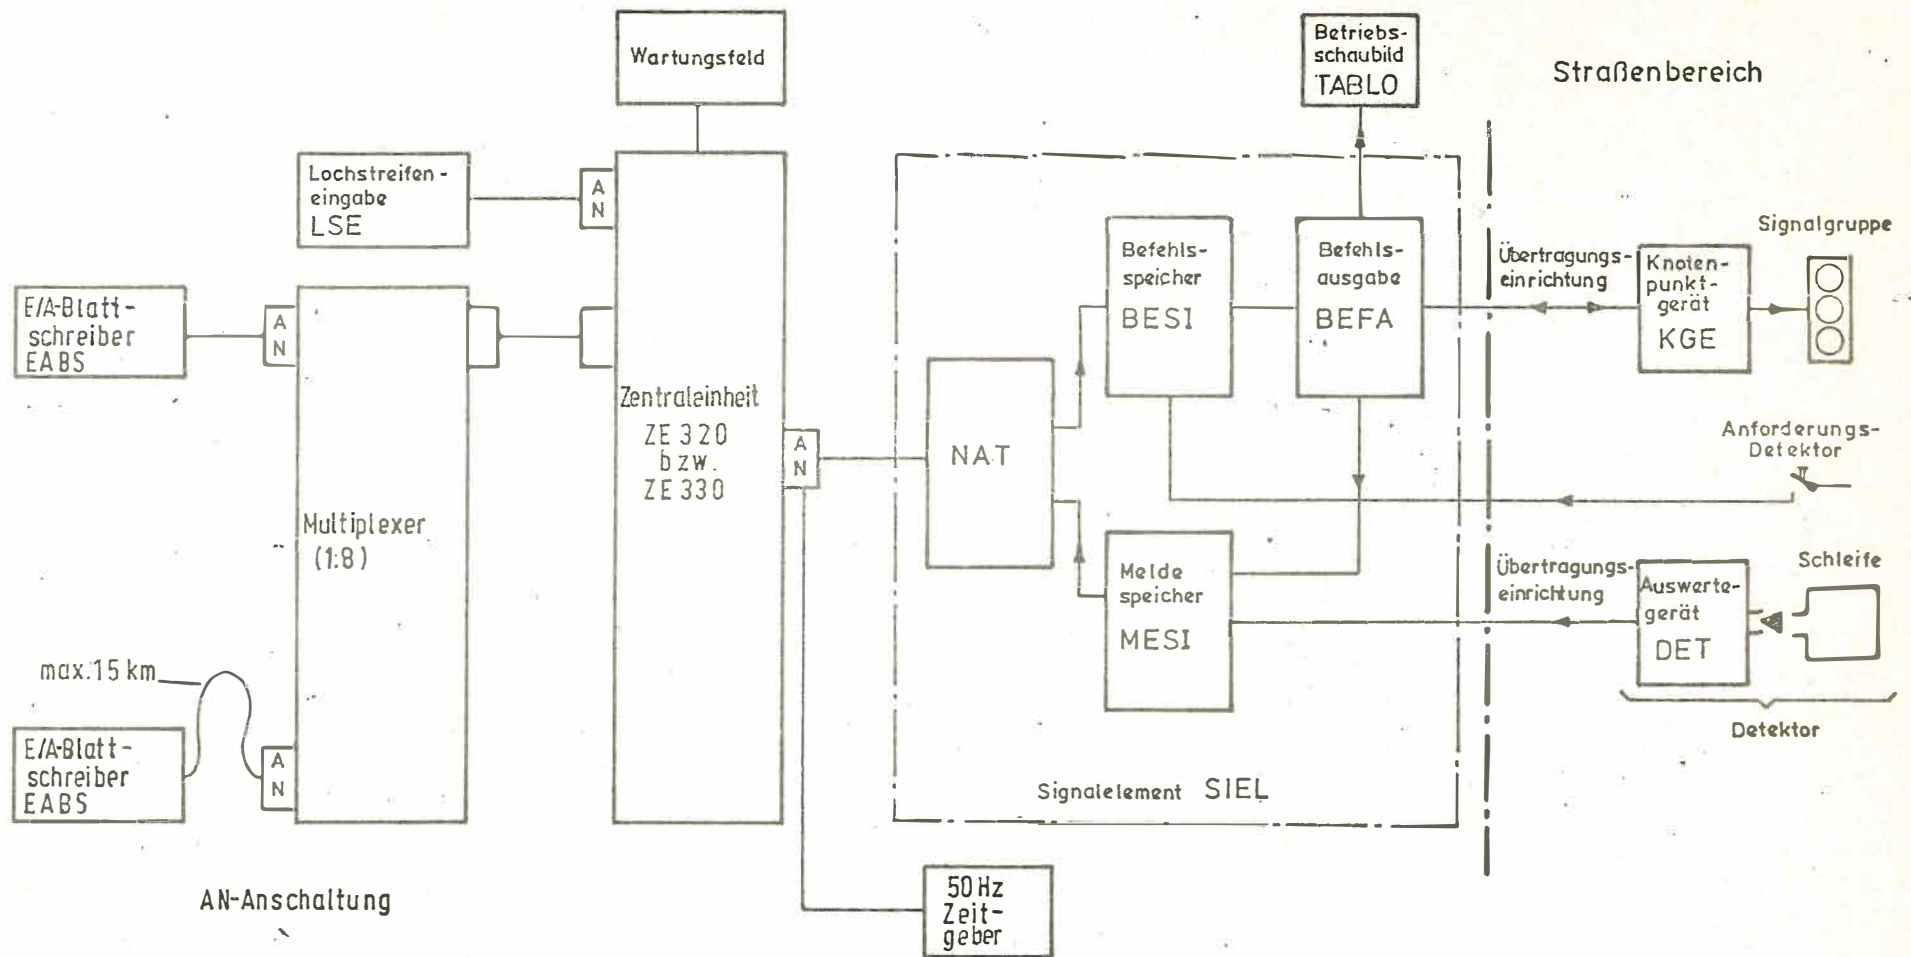 Wartungsfeld
Betriebs-
schaubild
TABLO
Straßenbereich
Lochstreifen-
eingabe
LSE
A
N
E/A-Blatt-
schreiber
EABS
A
N
Multiplexer
(1:8)
max.15 km
E/A-Blatt-
schreiber
EABS
A
N
AN-Anschaltung
Zentraleinheit
ZE 320
bzw.
ZE 330
A
N
50 Hz
Zeit-
geber
NAT
Befehls-
speicher
BESI
Befehls-
ausgabe
BEFA
Melde
speicher
MESI
Signalelement SIEL
Übertragungs-
einrichtung
Knoten-
punkt-
gerät
KGE
Signalgruppe
Anforderungs-
Detektor
Übertragungs-
einrichtung
Auswerte-
gerät
DET
Schleife
Detektor